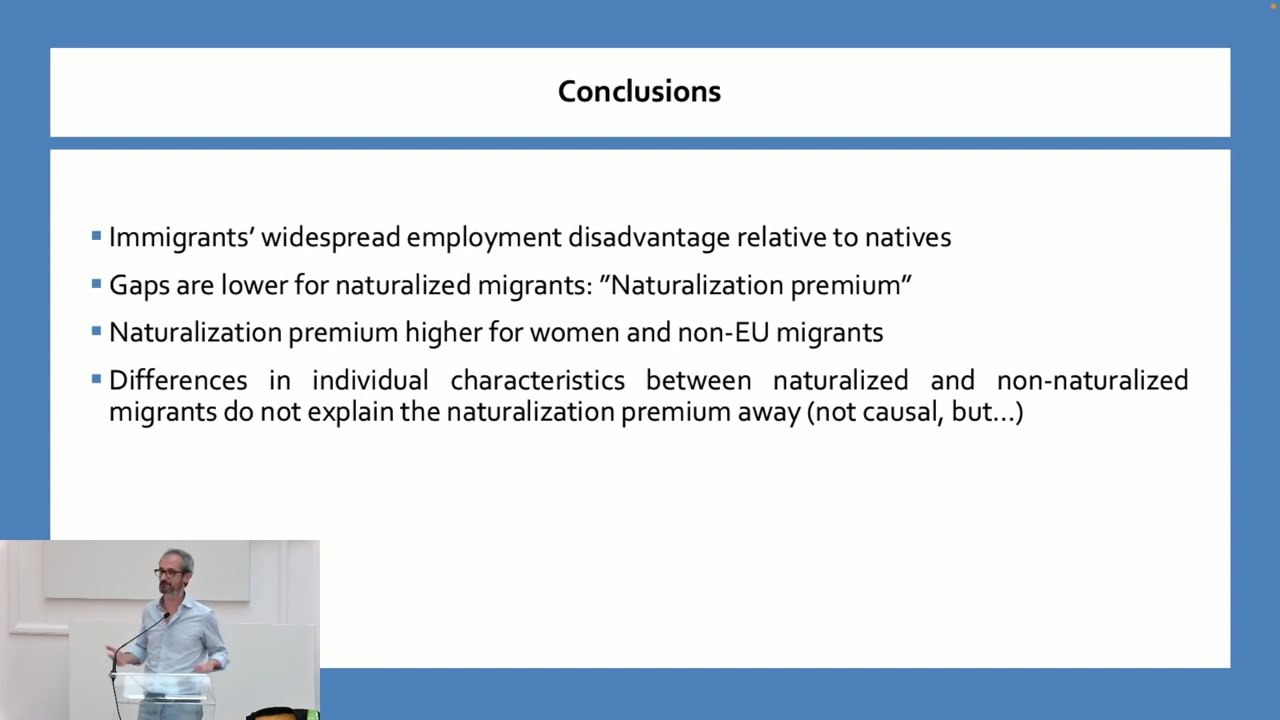 Conclusions
Immigrants’ widespread employment disadvantage relative to natives
Gaps are lower for naturalized migrants: ”Naturalization premium”
Naturalization premium higher for women and non-EU migrants
Differences in individual characteristics between naturalized and non-naturalized
migrants do not explain the naturalization premium away (not causal, but…)